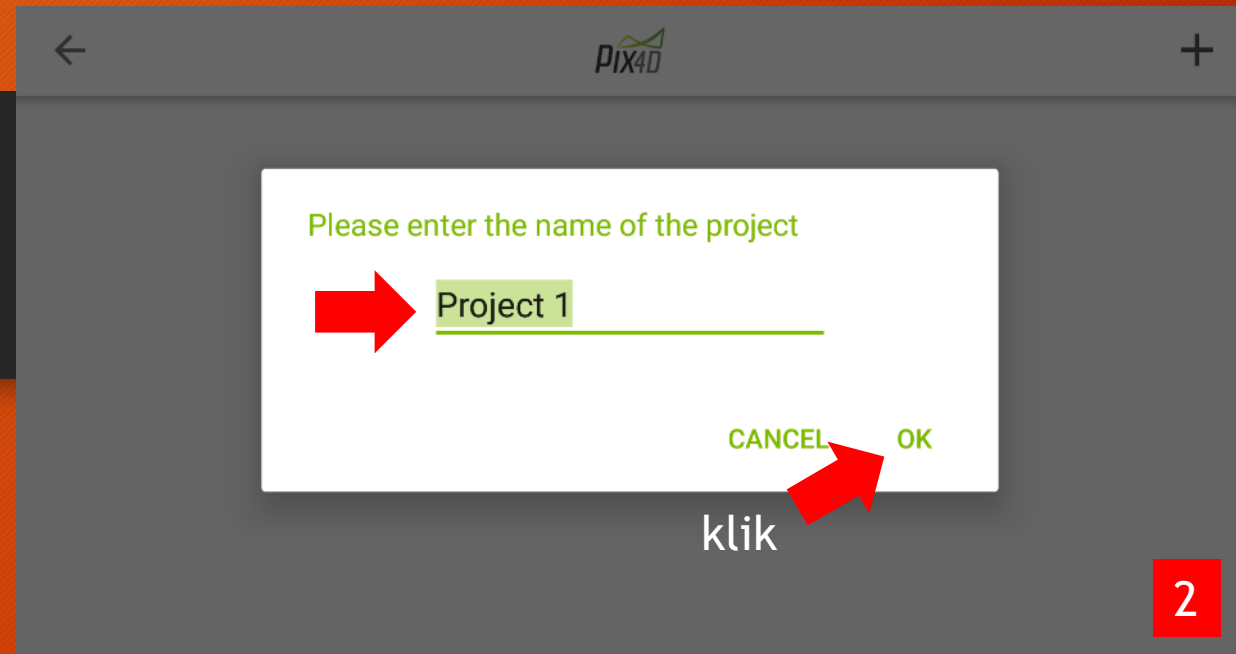 PIX4D
Please enter the name of the project
Project 1
CANCEL OK
klik
2